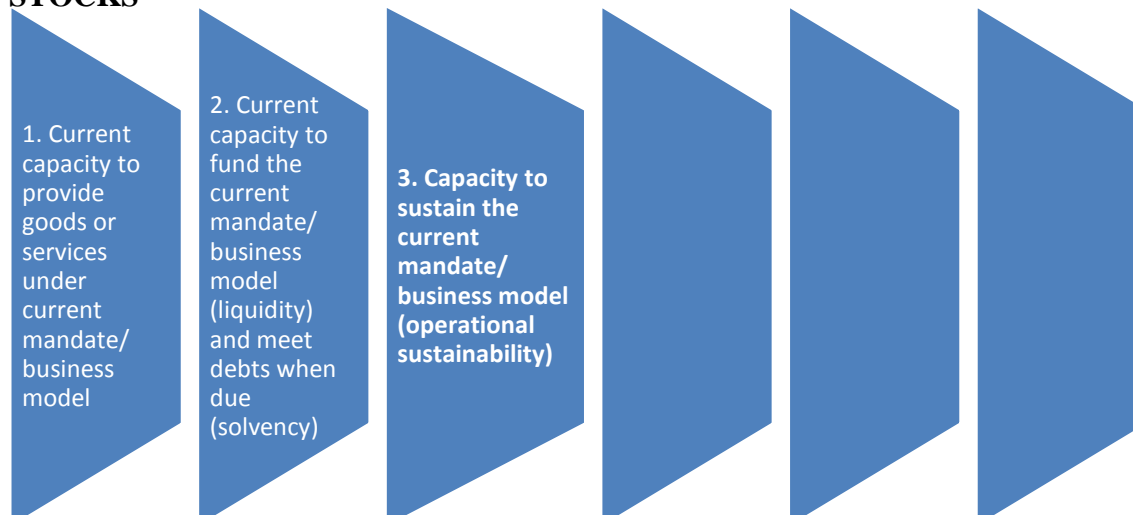 STOCKS
1. Current
capacity to
provide
goods or
services
under
current
mandate/
business
model
2. Current
capacity to
fund the
current
mandate/
business
model
(liquidity)
and meet
debts when
due
(solvency)
3. Capacity to
sustain the
current
mandate/
business model
(operational
sustainability)